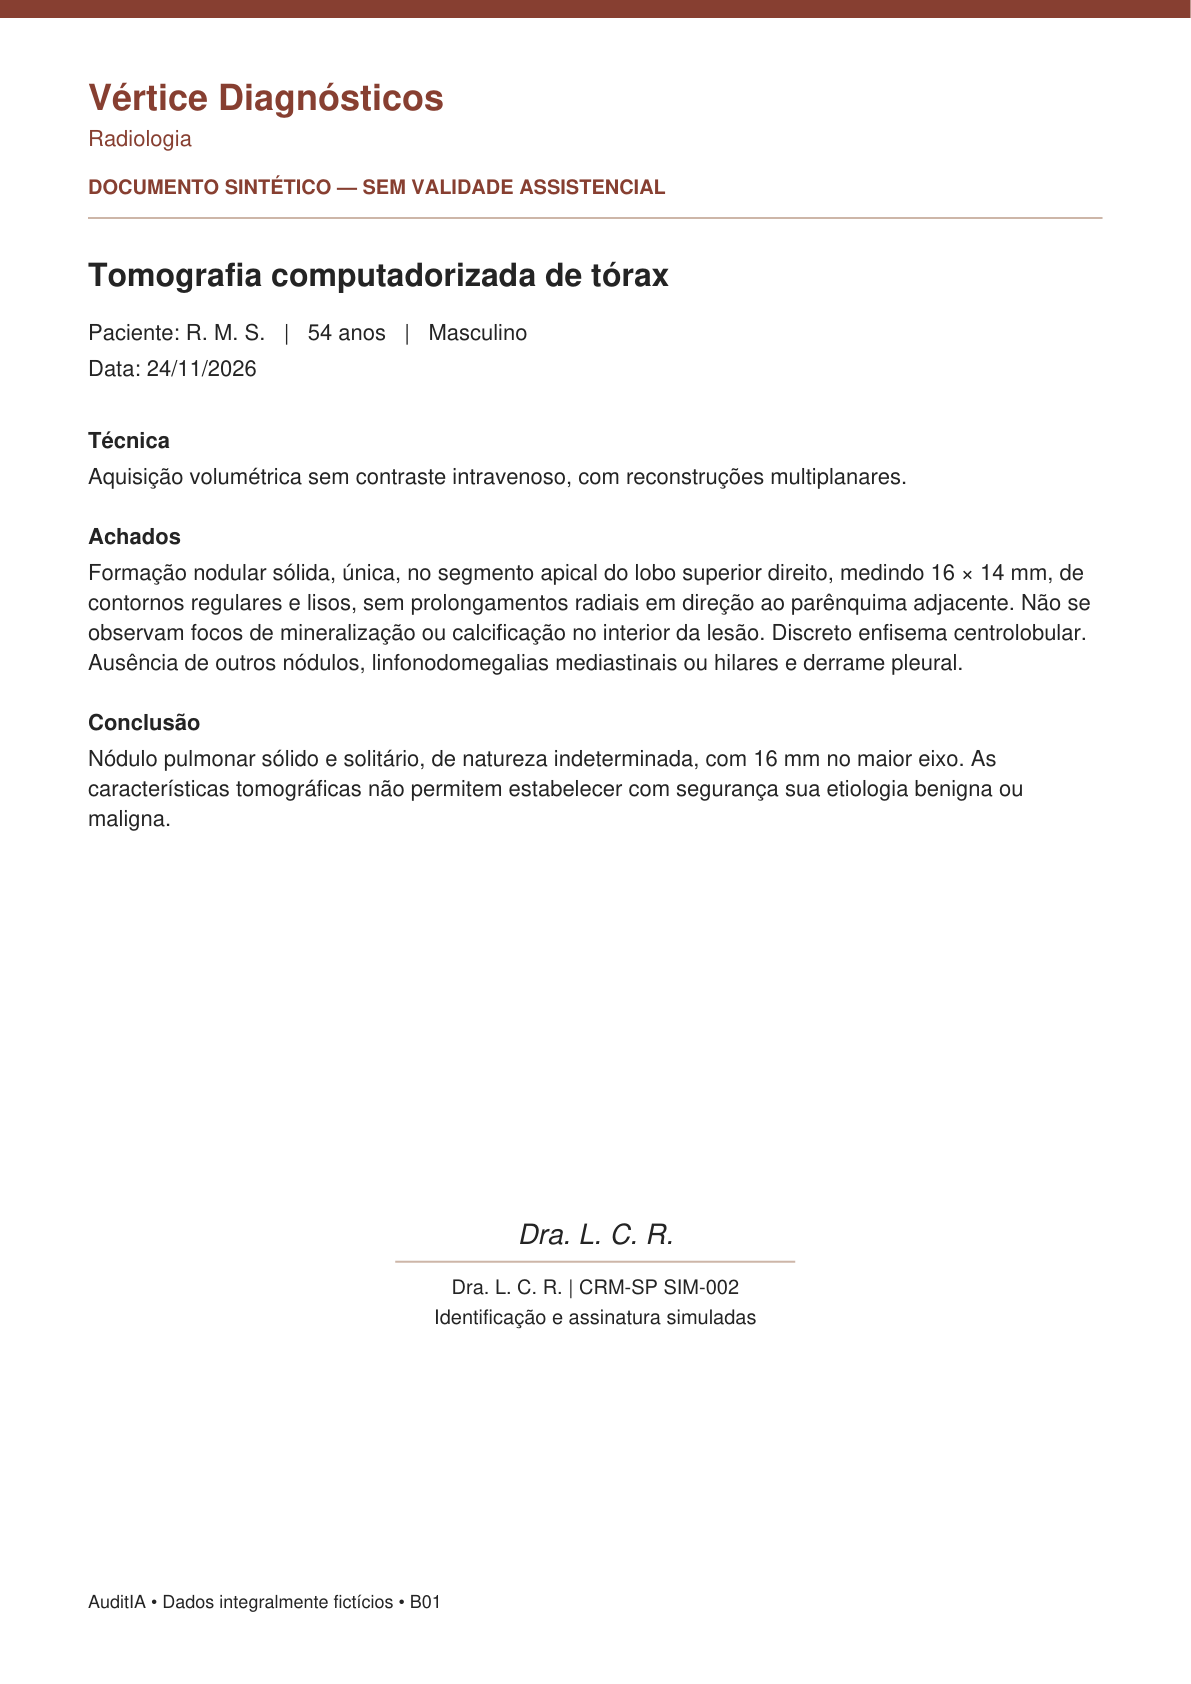 Vértice Diagnósticos
Radiologia
DOCUMENTO SINTÉTICO — SEM VALIDADE ASSISTENCIAL
Tomografia computadorizada de tórax
Paciente: R. M. S. | 54 anos | Masculino
Data: 24/11/2026
Técnica
Aquisição volumétrica sem contraste intravenoso, com reconstruções multiplanares.
Achados
Formação nodular sólida, única, no segmento apical do lobo superior direito, medindo 16 × 14 mm, de
contornos regulares e lisos, sem prolongamentos radiais em direção ao parênquima adjacente. Não se
observam focos de mineralização ou calcificação no interior da lesão. Discreto enfisema centrolobular.
Ausência de outros nódulos, linfonodomegalias mediastinais ou hilares e derrame pleural.
Conclusão
Nódulo pulmonar sólido e solitário, de natureza indeterminada, com 16 mm no maior eixo. As
características tomográficas não permitem estabelecer com segurança sua etiologia benigna ou
maligna.
Dra. L. C. R.
Dra. L. C. R. | CRM-SP SIM-002
Identificação e assinatura simuladas
AuditIA • Dados integralmente fictícios • B01